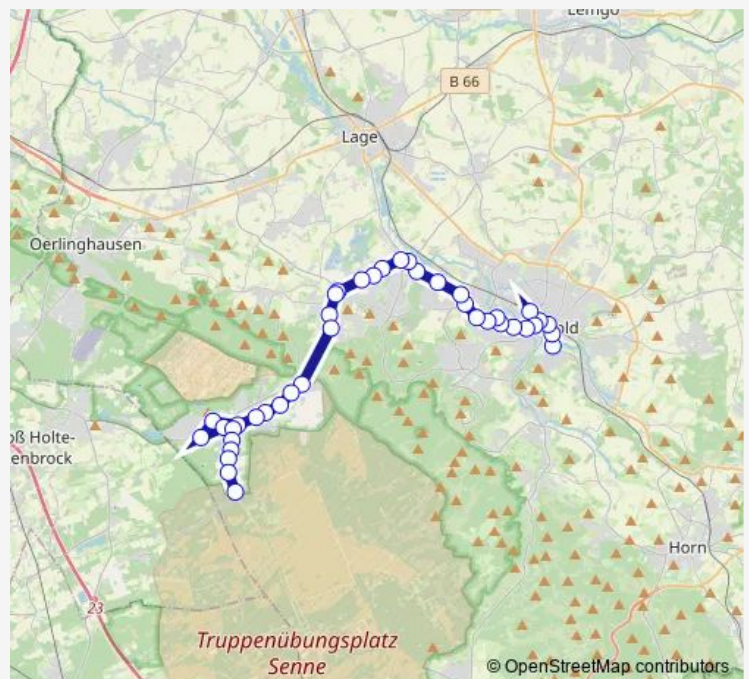 Lemgo
B 66
Lage
Oerlinghausen
old
oß Holte-
enbrock
Horn
23
Truppenübungsplatz
Senne
© OpenStreetMap contributors